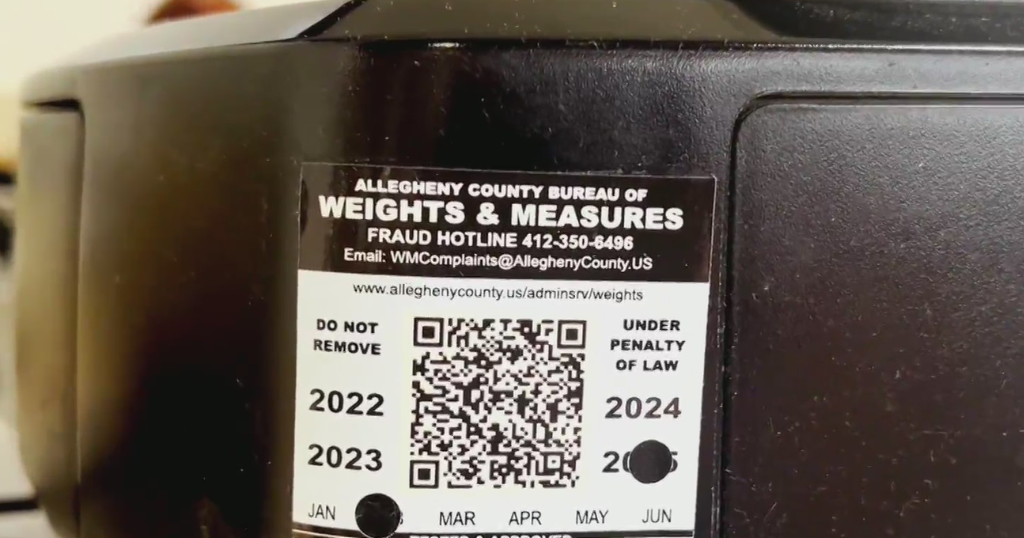 ALLEGHENY COUNTY BUREAU OF
WEIGHTS & MEASURES
FRAUD HOTLINE 412-350-6496
Email: WMComplaints@AlleghenyCounty.US
www.alleghenycounty.us/adminsrv/weights
DO NOT
REMOVE
UNDER
PENALTY
OF LAW
2022
2024
2023
JAN
MAR
APR
MAY
JUN